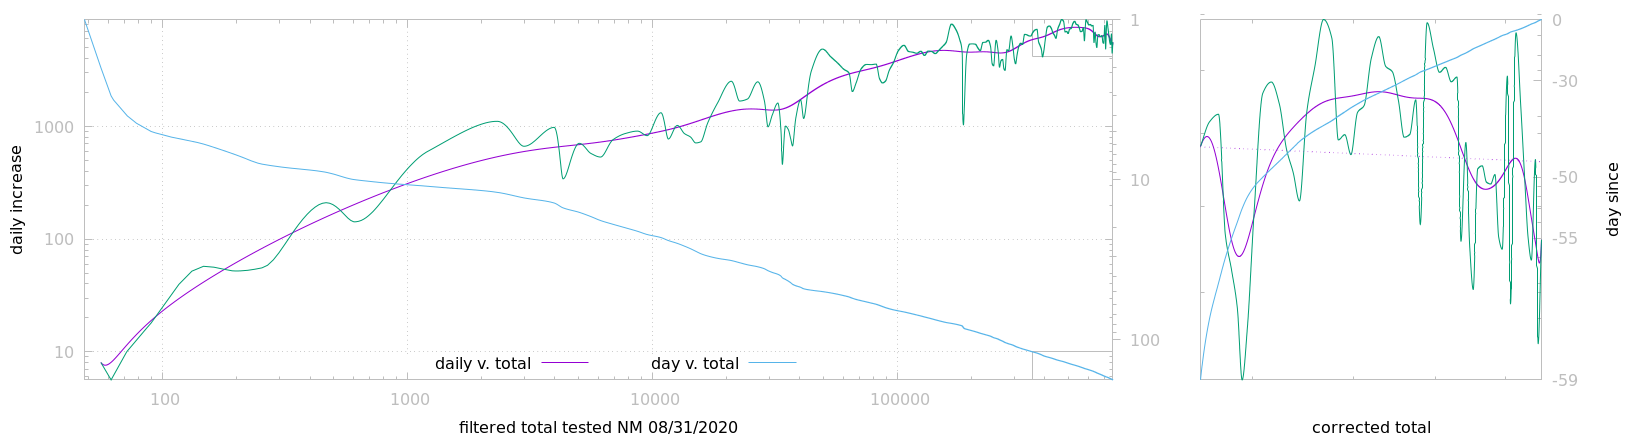 daily increase
1000
100
10
100
1000
10000
100000
filtered total tested NM 08/31/2020
daily v. total
day v. total
1
10
100
0
-30
-50
-55
-59
day since
corrected total